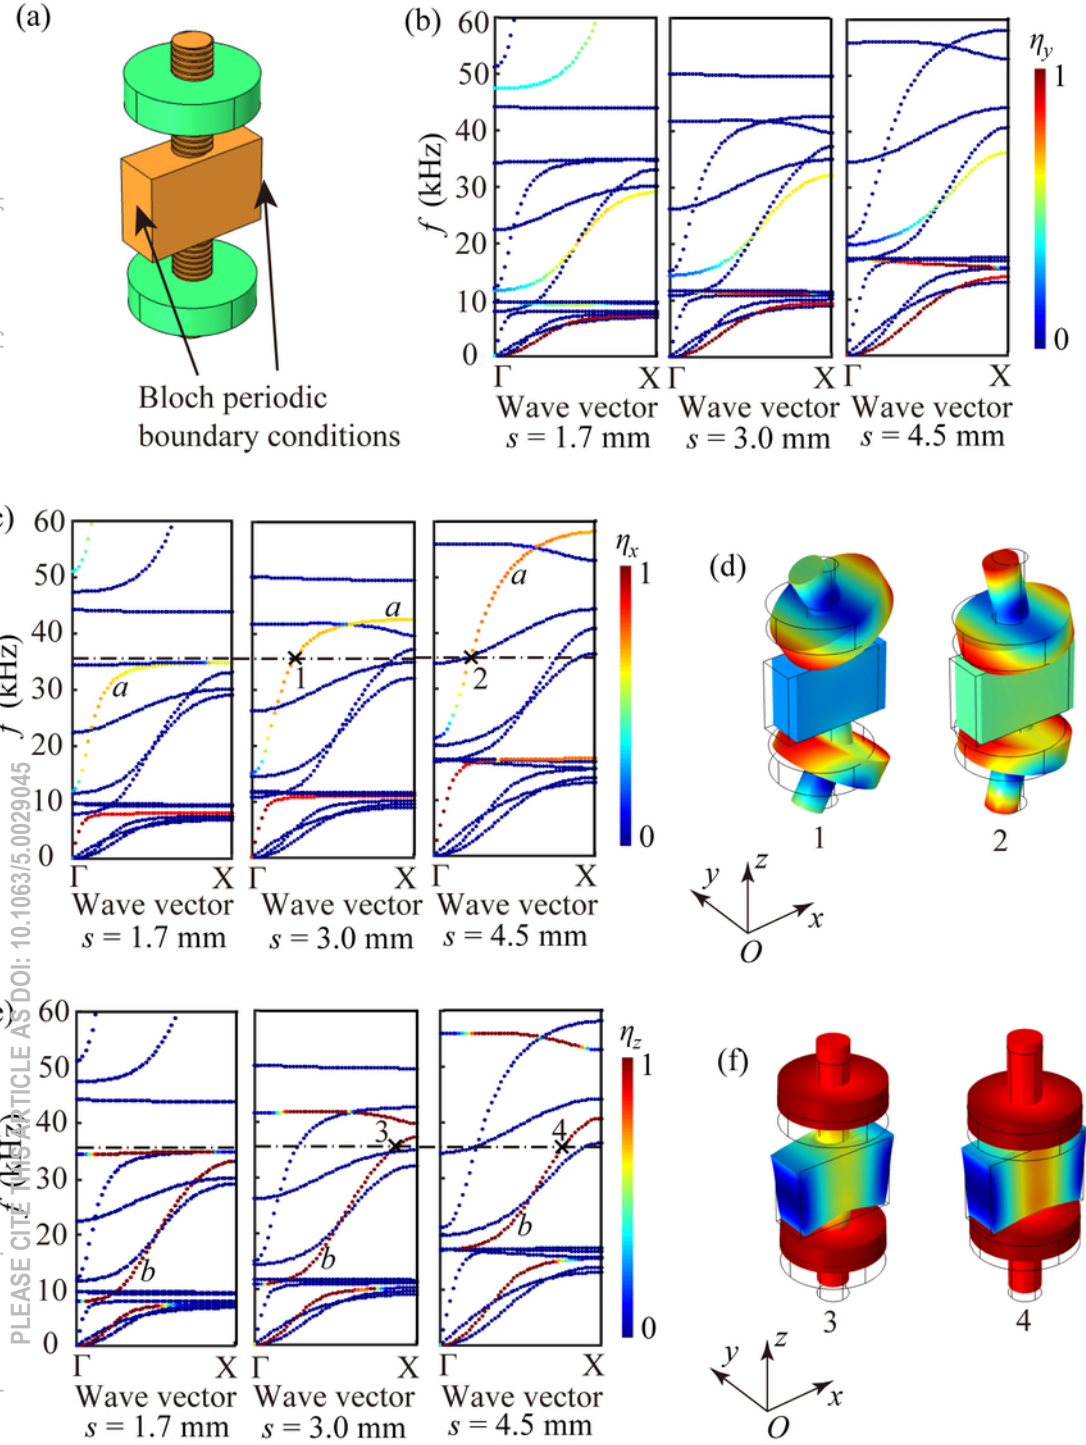 (a)
Bloch periodic
boundary conditions
(b)
f (kHz)
60
50
40
30
20
10
0
Γ X Γ X Γ X
Wave vector Wave vector Wave vector
s = 1.7 mm s = 3.0 mm s = 4.5 mm
ηy
1
0
c)
f (kHz)
60
50
40
30
20
10
0
a
a
a
1
2
Γ X Γ X Γ X
Wave vector Wave vector Wave vector
s = 1.7 mm s = 3.0 mm s = 4.5 mm
ηx
1
0
(d)
1 2
y z x O
e)
f (kHz)
60
50
40
30
20
10
0
3
4
b
b
b
Γ X Γ X Γ X
Wave vector Wave vector Wave vector
s = 1.7 mm s = 3.0 mm s = 4.5 mm
ηz
1
0
(f)
3 4
y z x O
PLEASE CITE THIS ARTICLE AS DOI: 10.1063/5.0029045